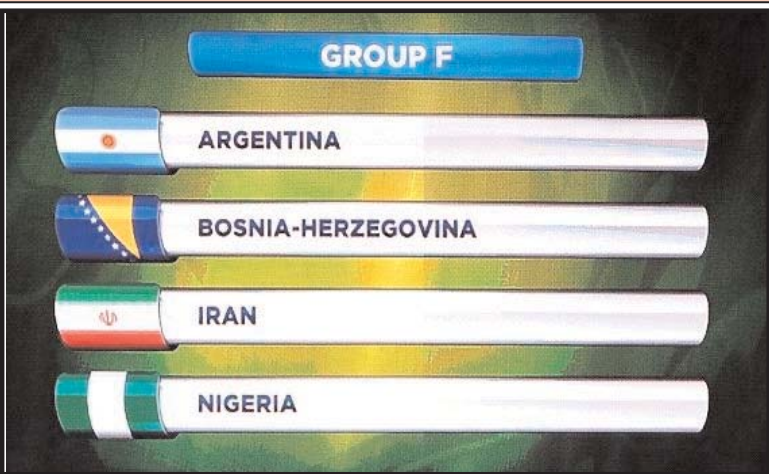 GROUP F
ARGENTINA
BOSNIA-HERZEGOVINA
IRAN
NIGERIA